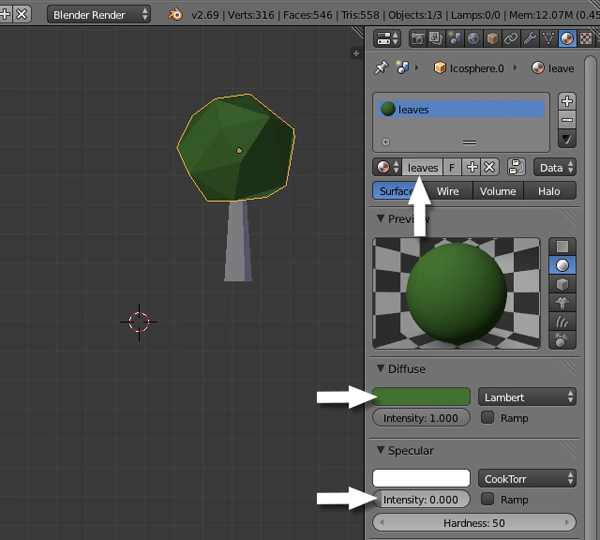 Blender Render v2.69 | Verts:316 | Faces:546 | Tris:558 | Objects:1/3 | Lamps:0/0 | Mem:12.07M (0.45
Icosphere.0 leave
leaves
leaves F Data
Surface Wire Volume Halo
Preview
Diffuse
Lambert
Intensity: 1.000 Ramp
Specular
CookTorr
Intensity: 0.000 Ramp
Hardness: 50